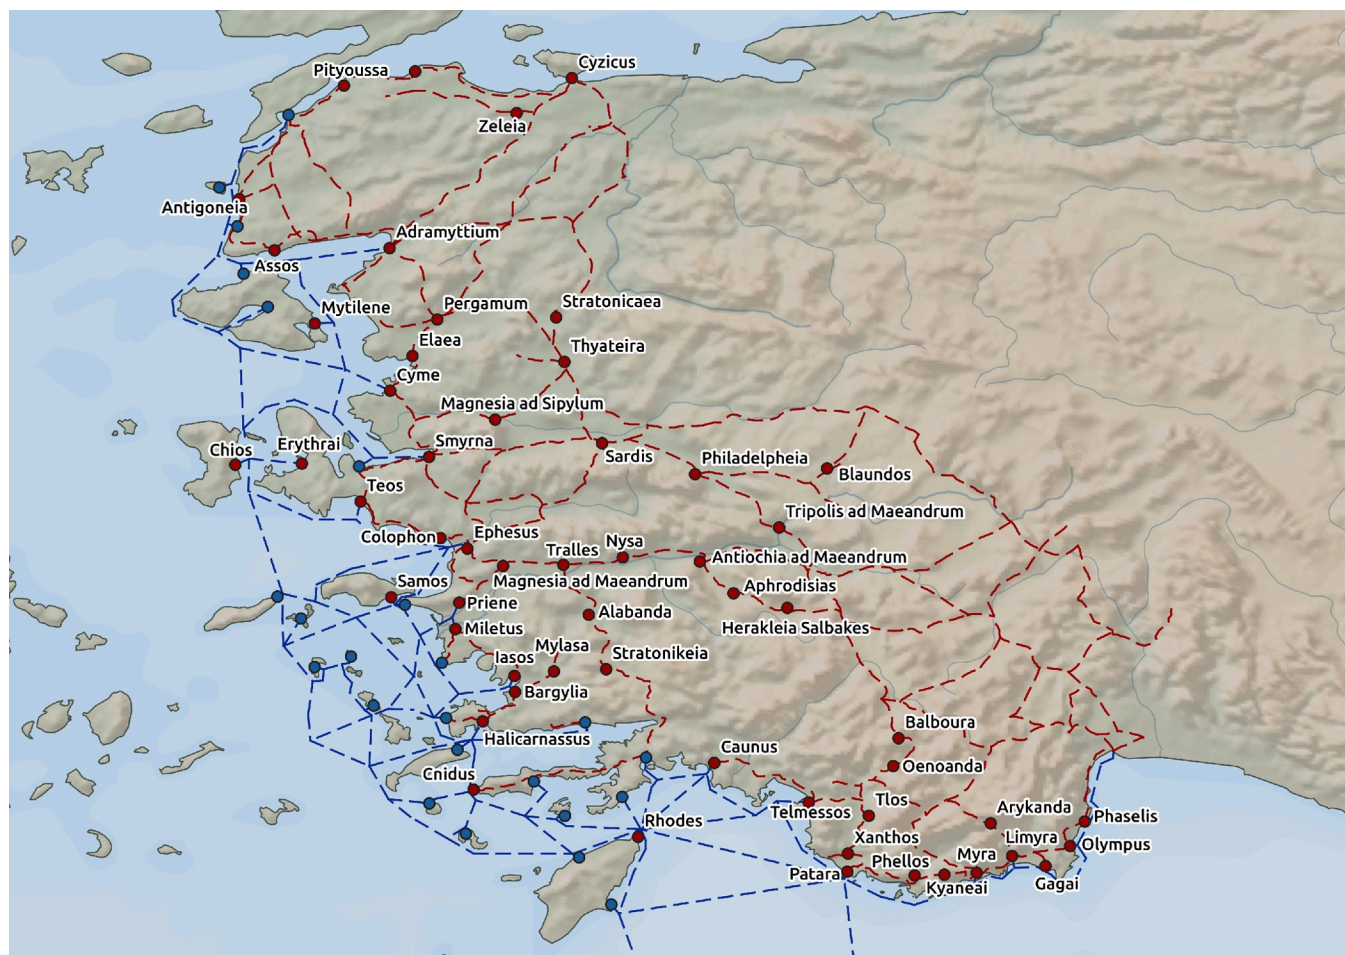 Cyzicus
Pityoussa
Zeleia
Antigoneia
Adramyttium
Assos
Mytilene
Pergamum
Stratonicaea
Elaea
Thyateira
Cyme
Magnesia ad Sipylum
Chios
Erythrai
Smyrna
Sardis
Philadelpheia
Blaundos
Teos
Tripolis ad Maeandrum
Colophon
Ephesus
Tralles
Nysa
Antiochia ad Maeandrum
Samos
Magnesia ad Maeandrum
Aphrodisias
Priene
Alabanda
Herakleia Salbakes
Miletus
Mylasa
Iasos
Stratonikeia
Bargylia
Halicarnassus
Balboura
Caunus
Cnidus
Oenoanda
Tlos
Telmessos
Rhodes
Arykanda
Phaselis
Xanthos
Limyra
Olympus
Phellos
Myra
Patara
Kyaneai
Gagai